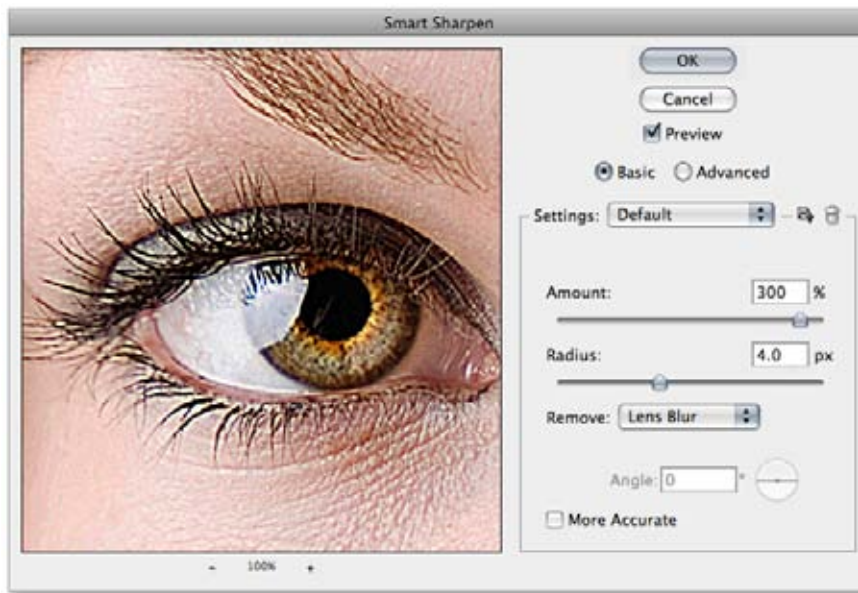 Smart Sharpen
OK
Cancel
Preview
Basic Advanced
Settings: Default
Amount: 300 %
Radius: 4.0 px
Remove: Lens Blur
Angle: 0 °
More Accurate
- 100% +